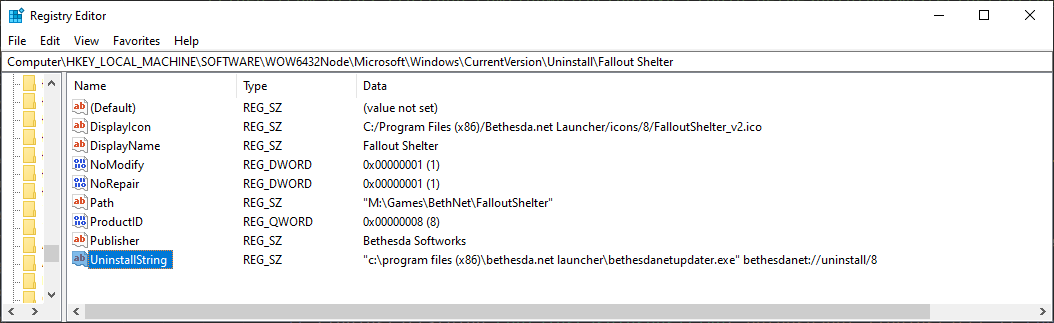 Registry Editor
File Edit View Favorites Help
Computer\HKEY_LOCAL_MACHINE\SOFTWARE\WOW6432Node\Microsoft\Windows\CurrentVersion\Uninstall\Fallout Shelter
Name Type Data
(Default) REG_SZ (value not set)
DisplayIcon REG_SZ C:/Program Files (x86)/Bethesda.net Launcher/icons/8/FalloutShelter_v2.ico
DisplayName REG_SZ Fallout Shelter
NoModify REG_DWORD 0x00000001 (1)
NoRepair REG_DWORD 0x00000001 (1)
Path REG_SZ "M:\Games\BethNet\FalloutShelter"
ProductID REG_QWORD 0x00000008 (8)
Publisher REG_SZ Bethesda Softworks
UninstallString REG_SZ "c:\program files (x86)\bethesda.net launcher\bethesdanetupdater.exe" bethesdanet://uninstall/8